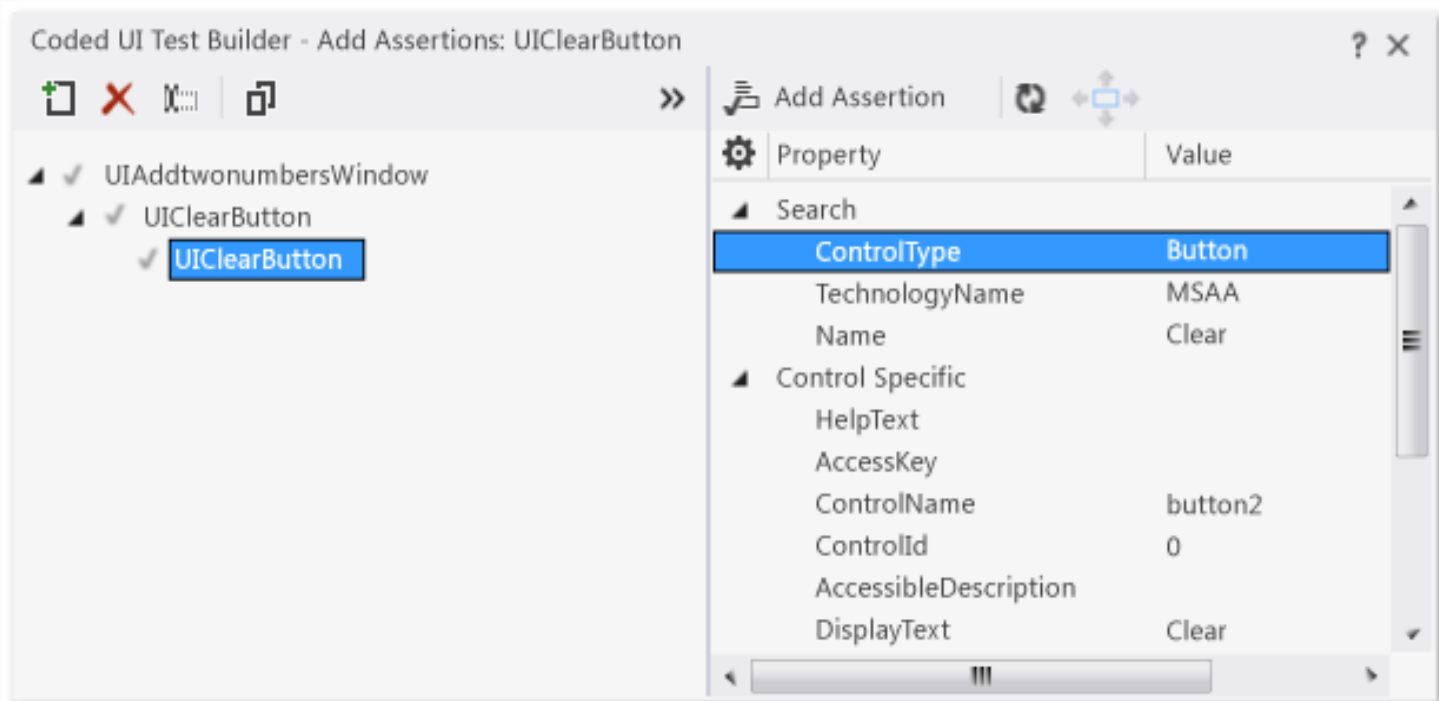 Coded UI Test Builder - Add Assertions: UIClearButton
? ×
»
Add Assertion
UIAddtwonumbersWindow
UIClearButton
UIClearButton
Property Value
Search
ControlType Button
TechnologyName MSAA
Name Clear
Control Specific
HelpText
AccessKey
ControlName button2
ControlId 0
AccessibleDescription
DisplayText Clear